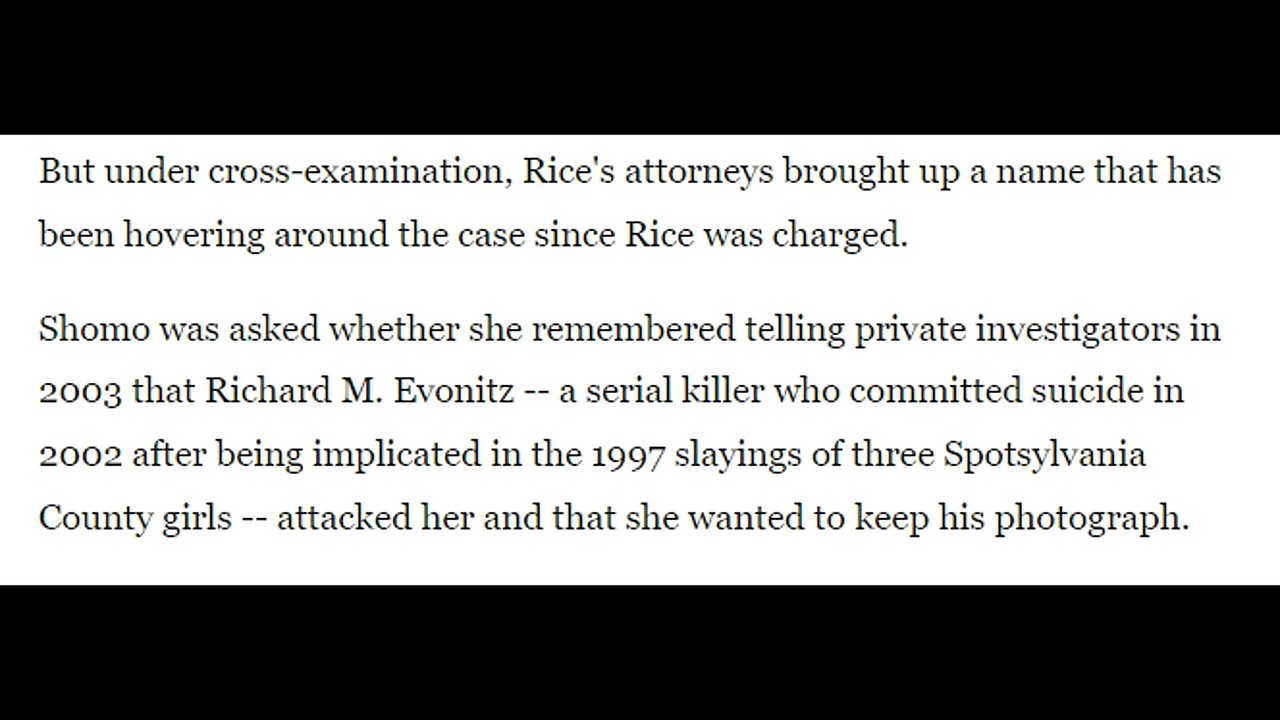 But under cross-examination, Rice's attorneys brought up a name that has
been hovering around the case since Rice was charged.
Shomo was asked whether she remembered telling private investigators in
2003 that Richard M. Evonitz -- a serial killer who committed suicide in
2002 after being implicated in the 1997 slayings of three Spotsylvania
County girls -- attacked her and that she wanted to keep his photograph.